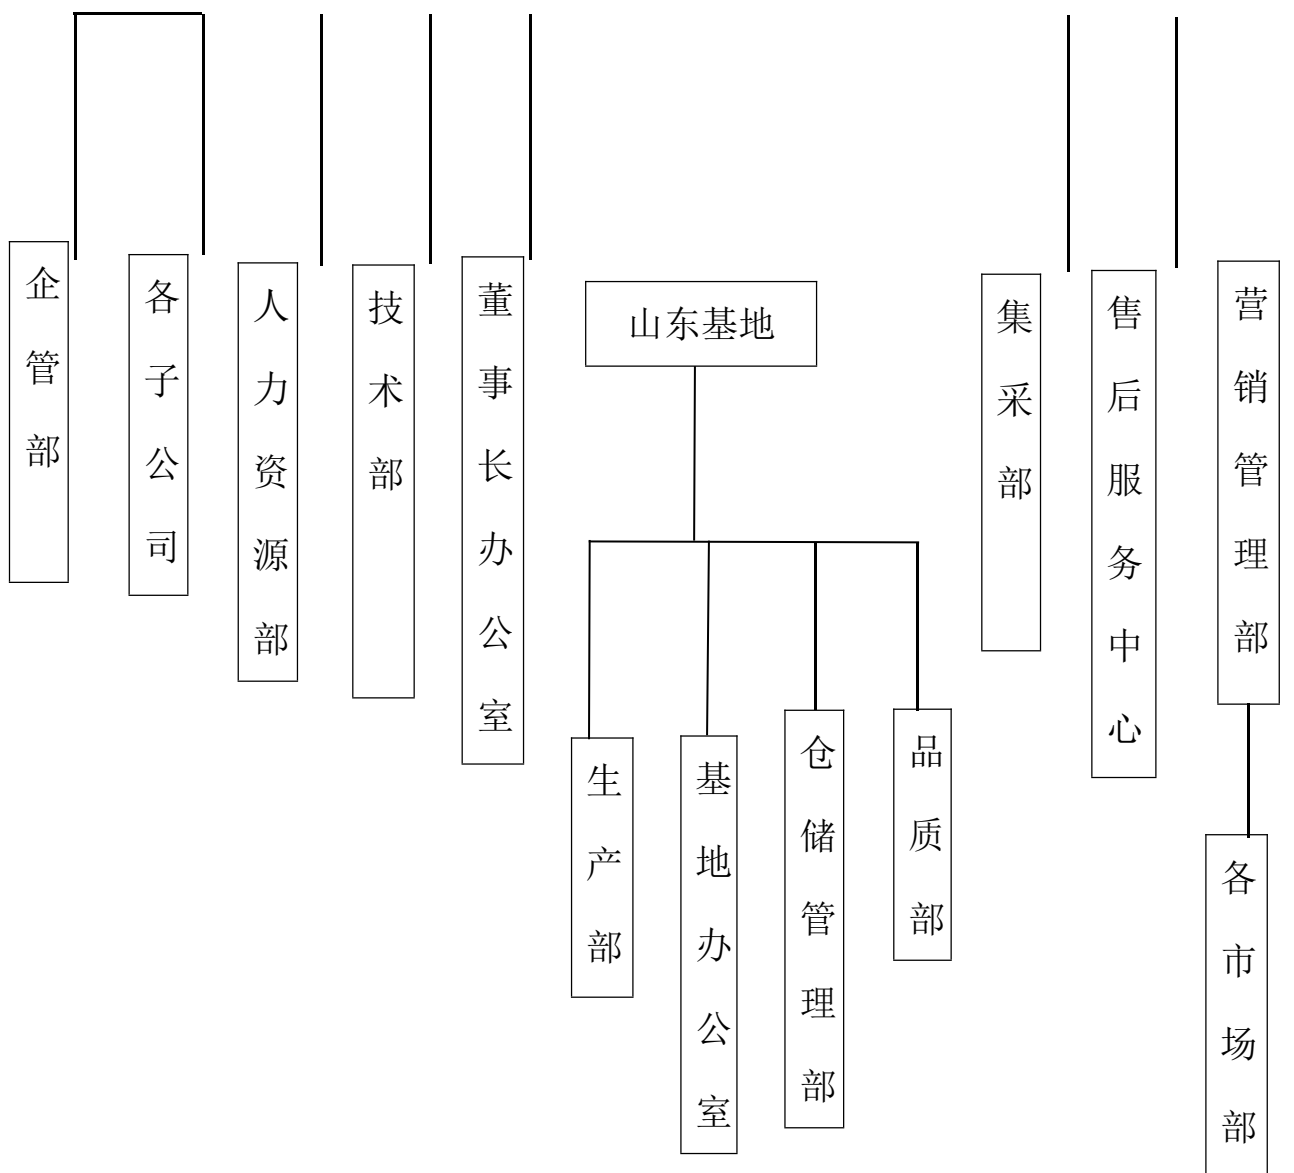 企管部
各子公司
人力资源部
技术部
董事长办公室
山东基地
集采部
售后服务中心
营销管理部
生产部
基地办公室
仓储管理部
品质部
各市场部